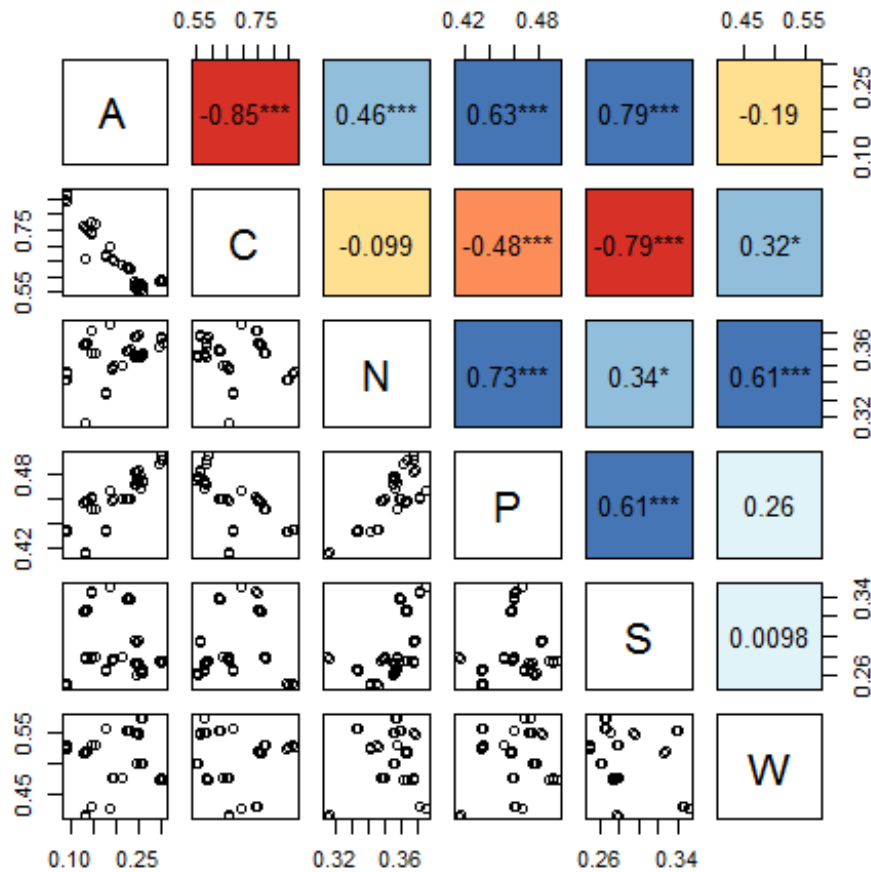 0.55 0.75 0.42 0.48 0.45 0.55
A -0.85*** 0.46*** 0.63*** 0.79*** -0.19 0.10 0.25
0.55 0.75 C -0.099 -0.48*** -0.79*** 0.32*
N 0.73*** 0.34* 0.61*** 0.32 0.36
0.42 0.48 P 0.61*** 0.26
S 0.0098 0.26 0.34
0.45 0.55 W
0.10 0.25 0.32 0.36 0.26 0.34